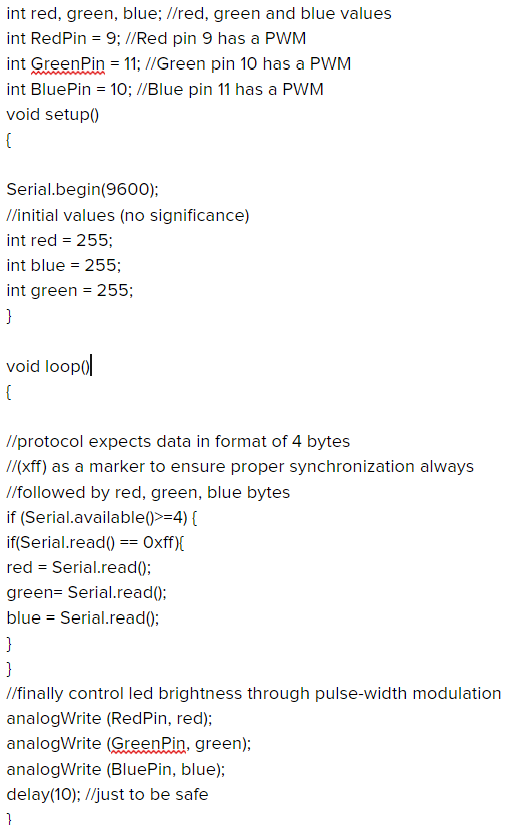 int red, green, blue; //red, green and blue values
int RedPin = 9; //Red pin 9 has a PWM
int GreenPin = 11; //Green pin 10 has a PWM
int BluePin = 10; //Blue pin 11 has a PWM
void setup()
{
Serial.begin(9600);
//initial values (no significance)
int red = 255;
int blue = 255;
int green = 255;
}
void loop()
{
//protocol expects data in format of 4 bytes
//(xff) as a marker to ensure proper synchronization always
//followed by red, green, blue bytes
if (Serial.available()>=4) {
if(Serial.read() == 0xff){
red = Serial.read();
green= Serial.read();
blue = Serial.read();
}
}
//finally control led brightness through pulse-width modulation
analogWrite (RedPin, red);
analogWrite (GreenPin, green);
analogWrite (BluePin, blue);
delay(10); //just to be safe
}